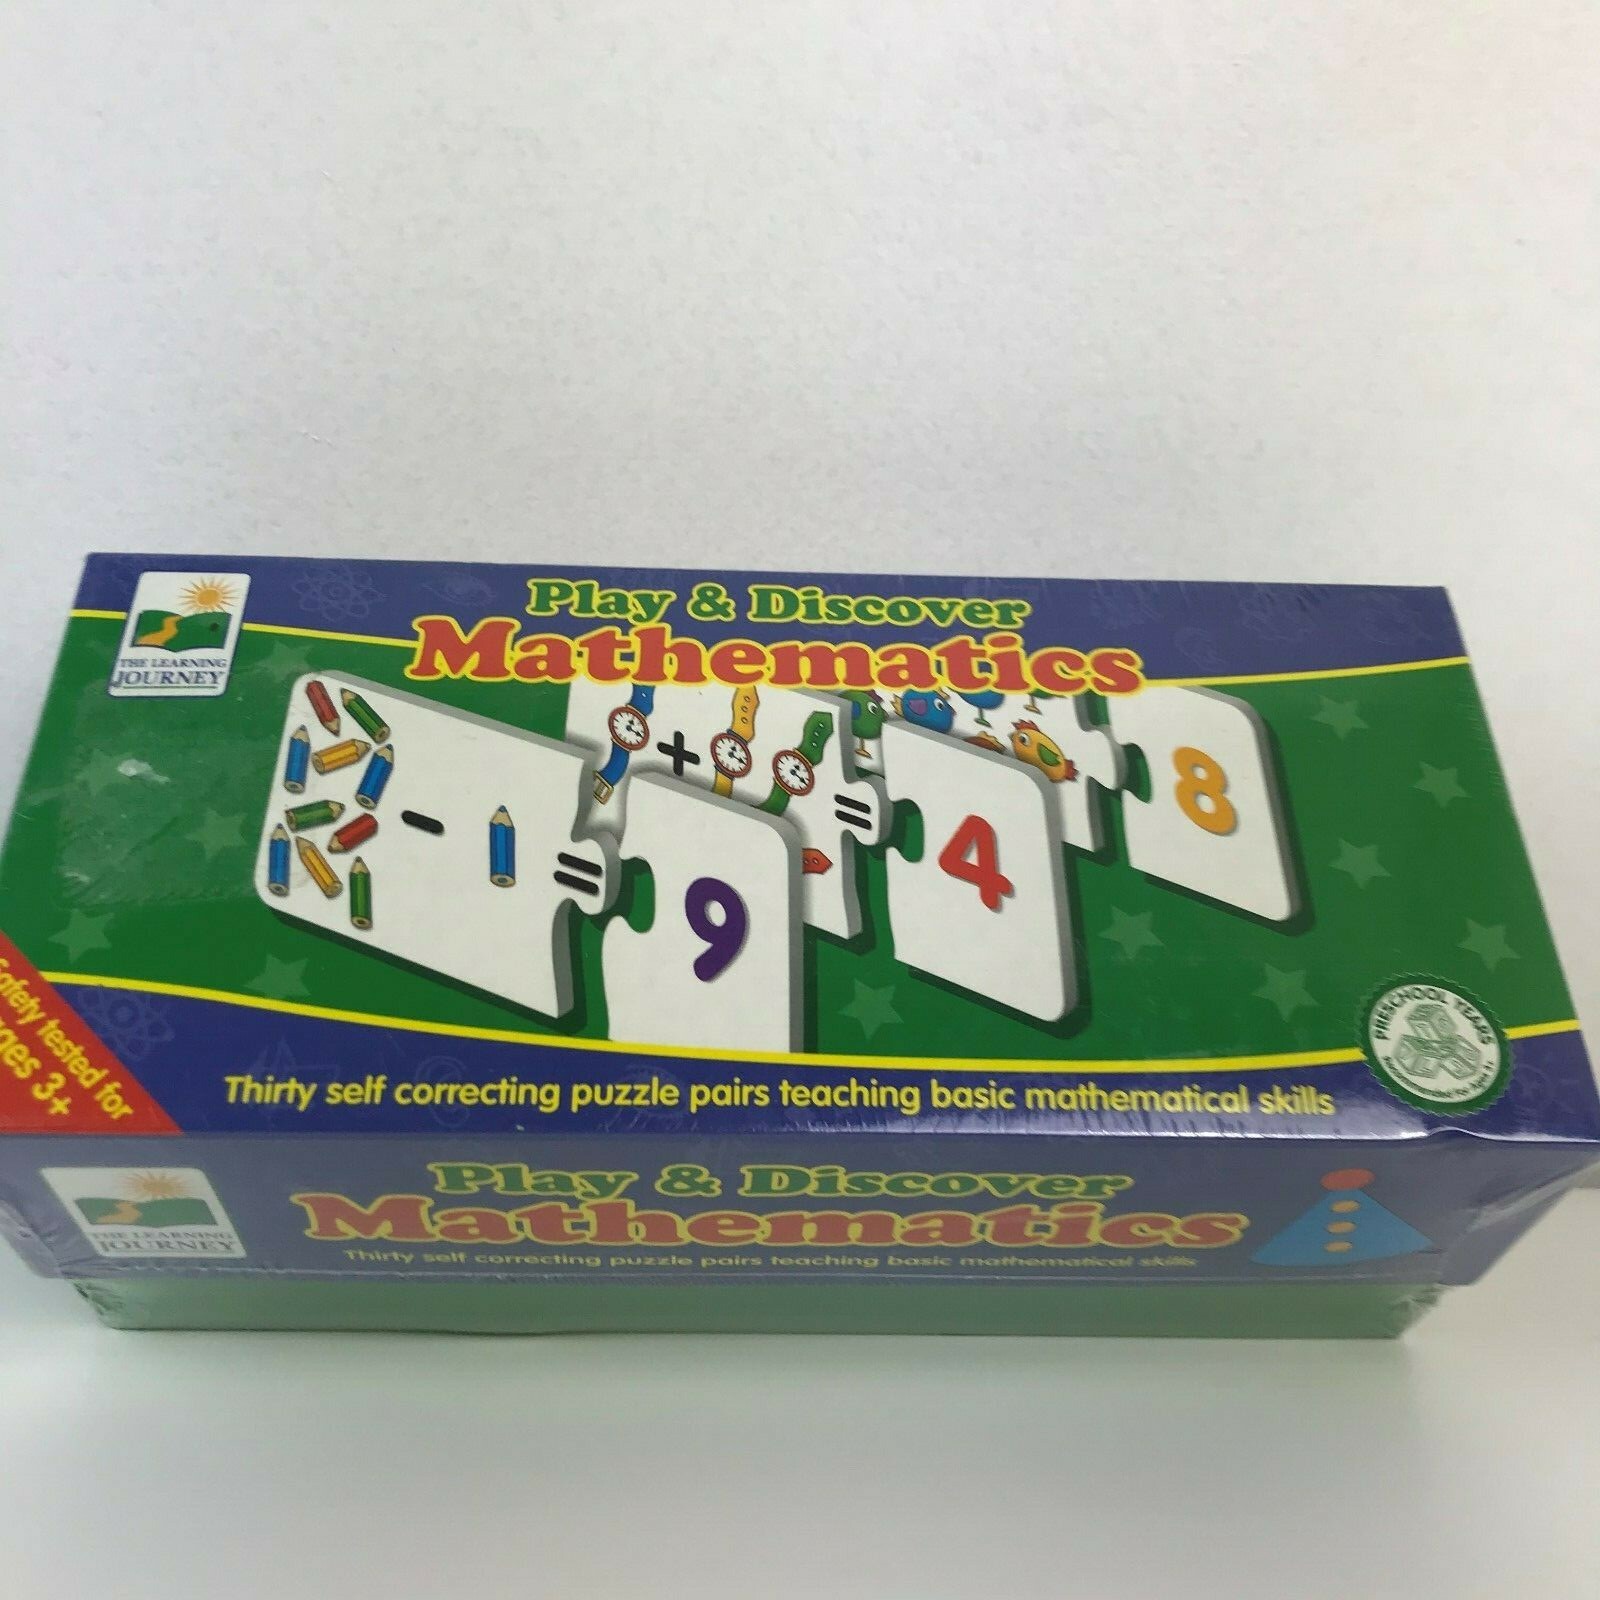 THE LEARNING
JOURNEY
Play & Discover
Mathematics
- = 9
+ = 4
8
Safety tested for
ages 3+
Thirty self correcting puzzle pairs teaching basic mathematical skills
PRESCHOOL YEARS
THE LEARNING
JOURNEY
Play & Discover
Mathematics
Thirty self correcting puzzle pairs teaching basic mathematical skills